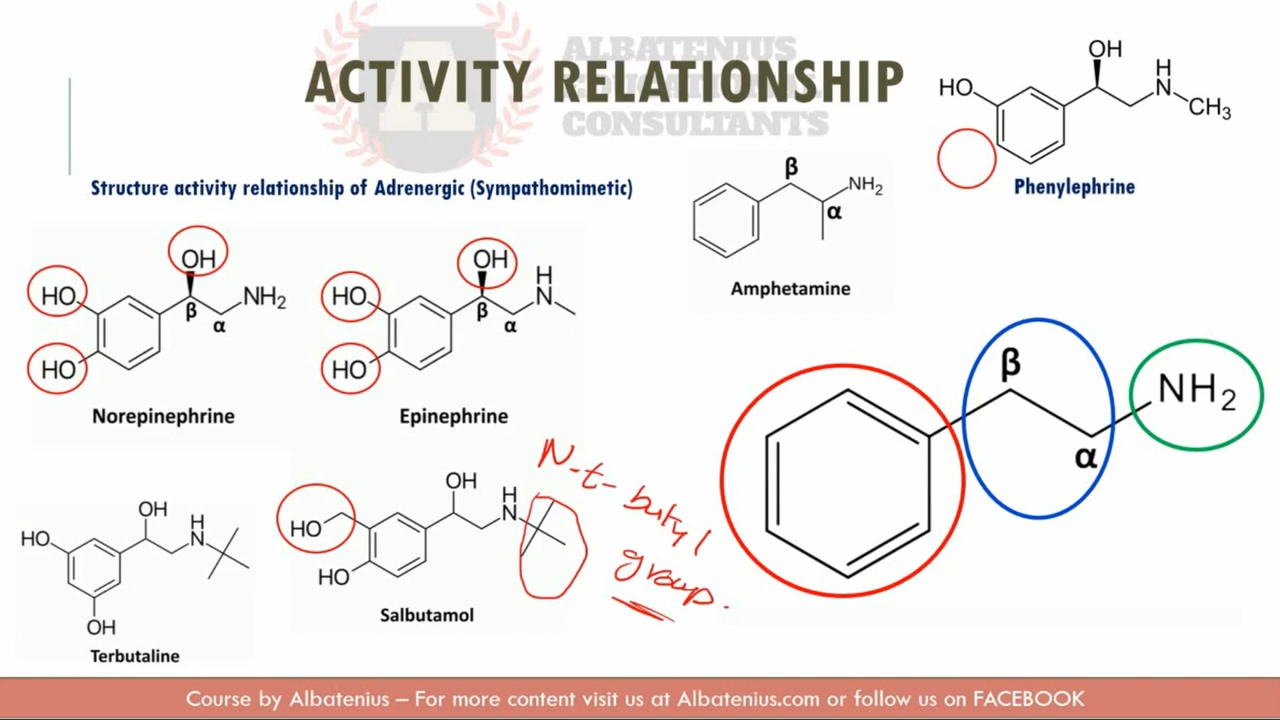 ALBATENIUS
CONSULTANTS
ACTIVITY RELATIONSHIP
Structure activity relationship of Adrenergic (Sympathomimetic)
OH
HO
H
N
CH3
Phenylephrine
β
NH2
α
Amphetamine
OH
HO
HO
β
α
NH2
Norepinephrine
OH
HO
HO
β
α
H
N
Epinephrine
β
α
NH2
OH
HO
H
N
OH
Terbutaline
OH
HO
HO
H
N
Salbutamol
N-t-butyl
group.
Course by Albatenius – For more content visit us at Albatenius.com or follow us on FACEBOOK